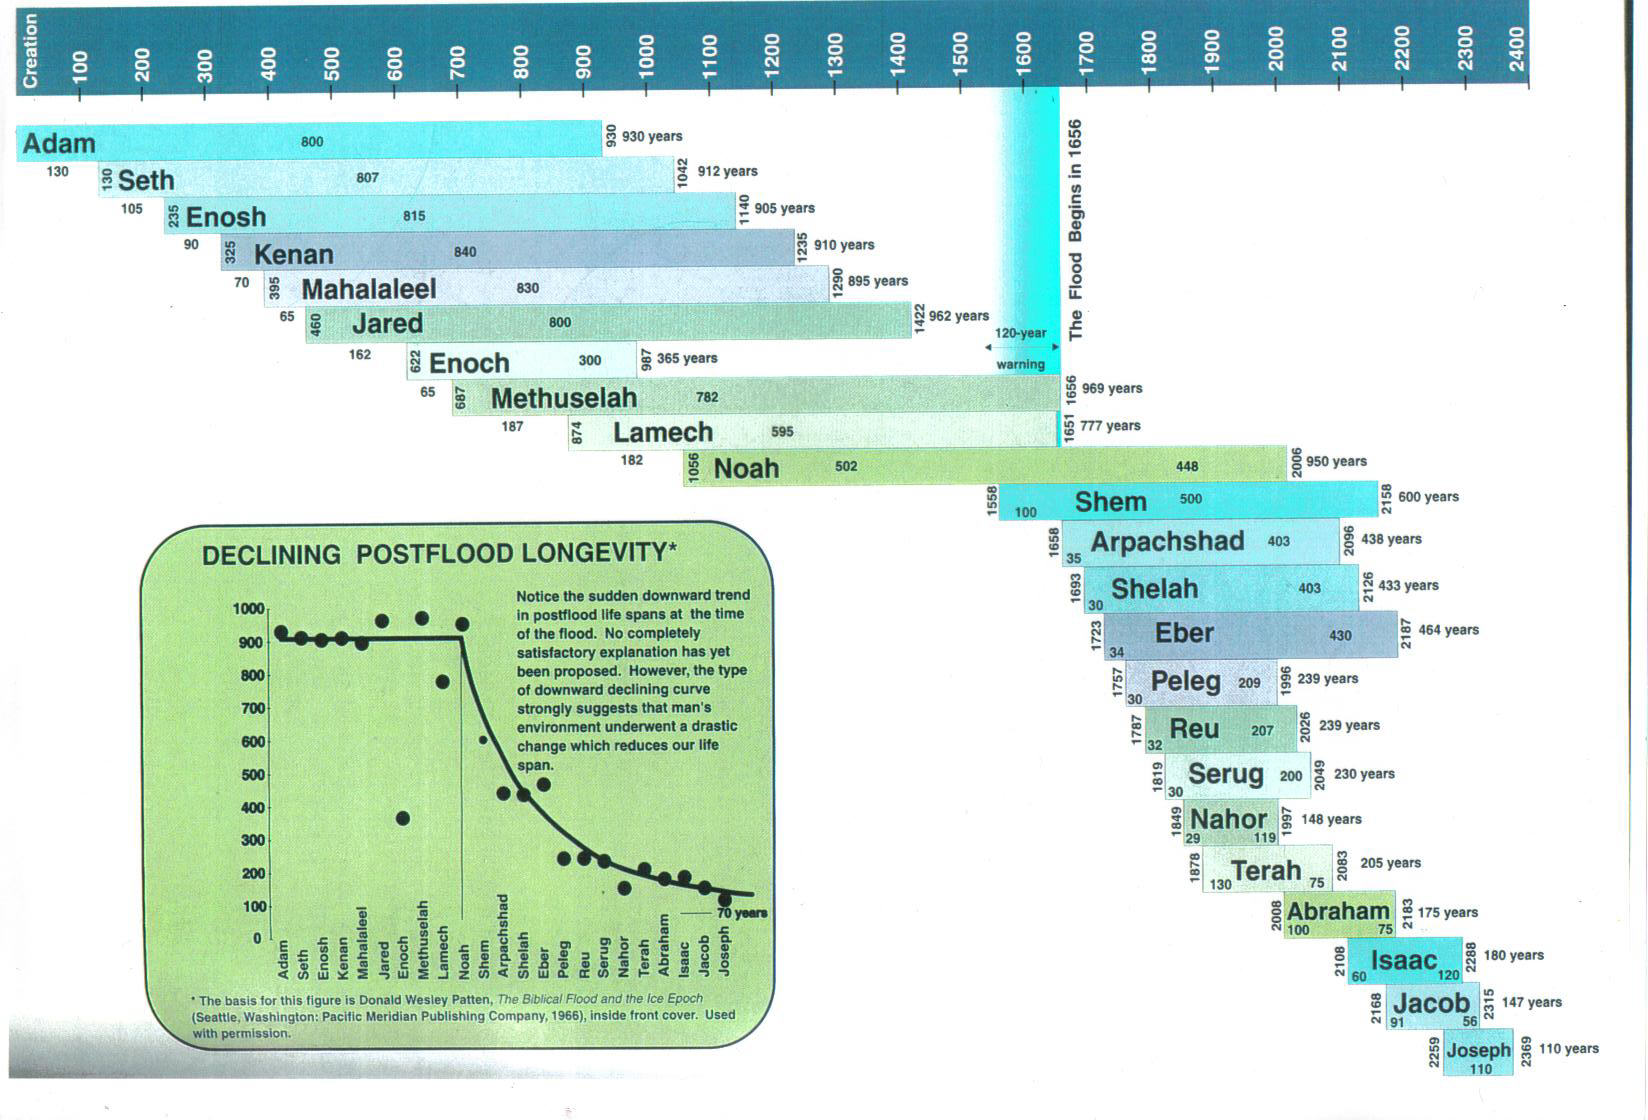 Creation 100 200 300 400 500 600 700 800 900 1000 1100 1200 1300 1400 1500 1600 1700 1800 1900 2000 2100 2200 2300 2400
Adam 800 930 930 years
130 130 Seth 807 1042 912 years
105 235 Enosh 815 1140 905 years
90 325 Kenan 840 1235 910 years
70 395 Mahalaleel 830 1290 895 years
65 460 Jared 800 1422 962 years
162 622 Enoch 300 987 365 years
65 687 Methuselah 782 1656 969 years
187 874 Lamech 595 1651 777 years
182 1056 Noah 502 448 2006 950 years
120-year
warning
The Flood Begins in 1656
1558 100 Shem 500 2158 600 years
1658 35 Arpachshad 403 2096 438 years
1693 30 Shelah 403 2126 433 years
1723 34 Eber 430 2187 464 years
1757 30 Peleg 209 1996 239 years
1787 32 Reu 207 2026 239 years
1819 30 Serug 200 2049 230 years
1849 29 Nahor 119 1997 148 years
1878 130 Terah 75 2083 205 years
2008 Abraham 100 75 2183 175 years
2108 60 Isaac 120 2288 180 years
2168 91 Jacob 56 2315 147 years
2259 Joseph 110 2369 110 years
DECLINING POSTFLOOD LONGEVITY*
Notice the sudden downward trend
in postflood life spans at the time
of the flood. No completely
satisfactory explanation has yet
been proposed. However, the type
of downward declining curve
strongly suggests that man's
environment underwent a drastic
change which reduces our life
span.
1000
900
800
700
600
500
400
300
200
100
0
70 years
Adam Seth Enosh Kenan Mahalaleel Jared Enoch Methuselah Lamech Noah Shem Arpachshad Shelah Eber Peleg Reu Serug Nahor Terah Abraham Isaac Jacob Joseph
* The basis for this figure is Donald Wesley Patten, The Biblical Flood and the Ice Epoch
(Seattle, Washington: Pacific Meridian Publishing Company, 1966), inside front cover. Used
with permission.